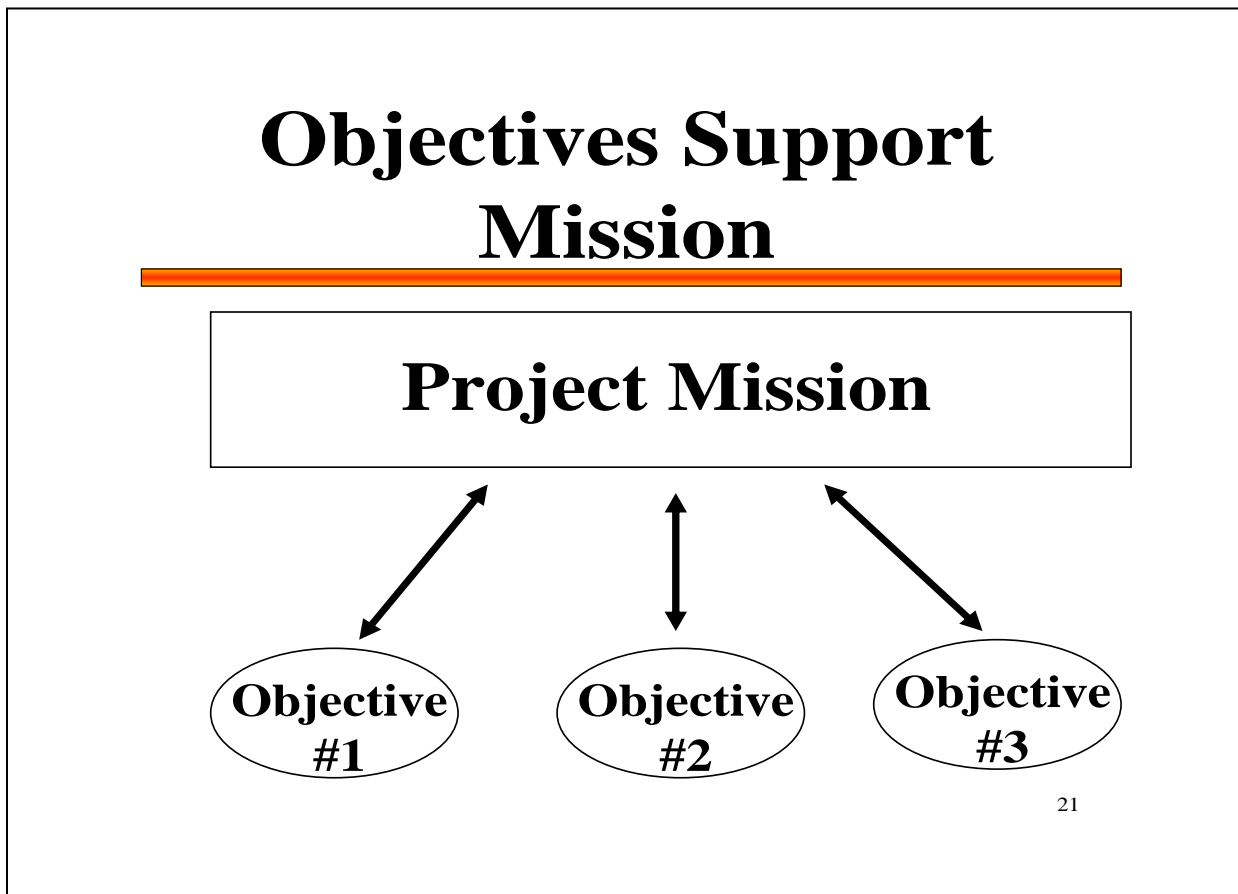 Objectives Support
Mission
Project Mission
Objective
#1
Objective
#2
Objective
#3
21